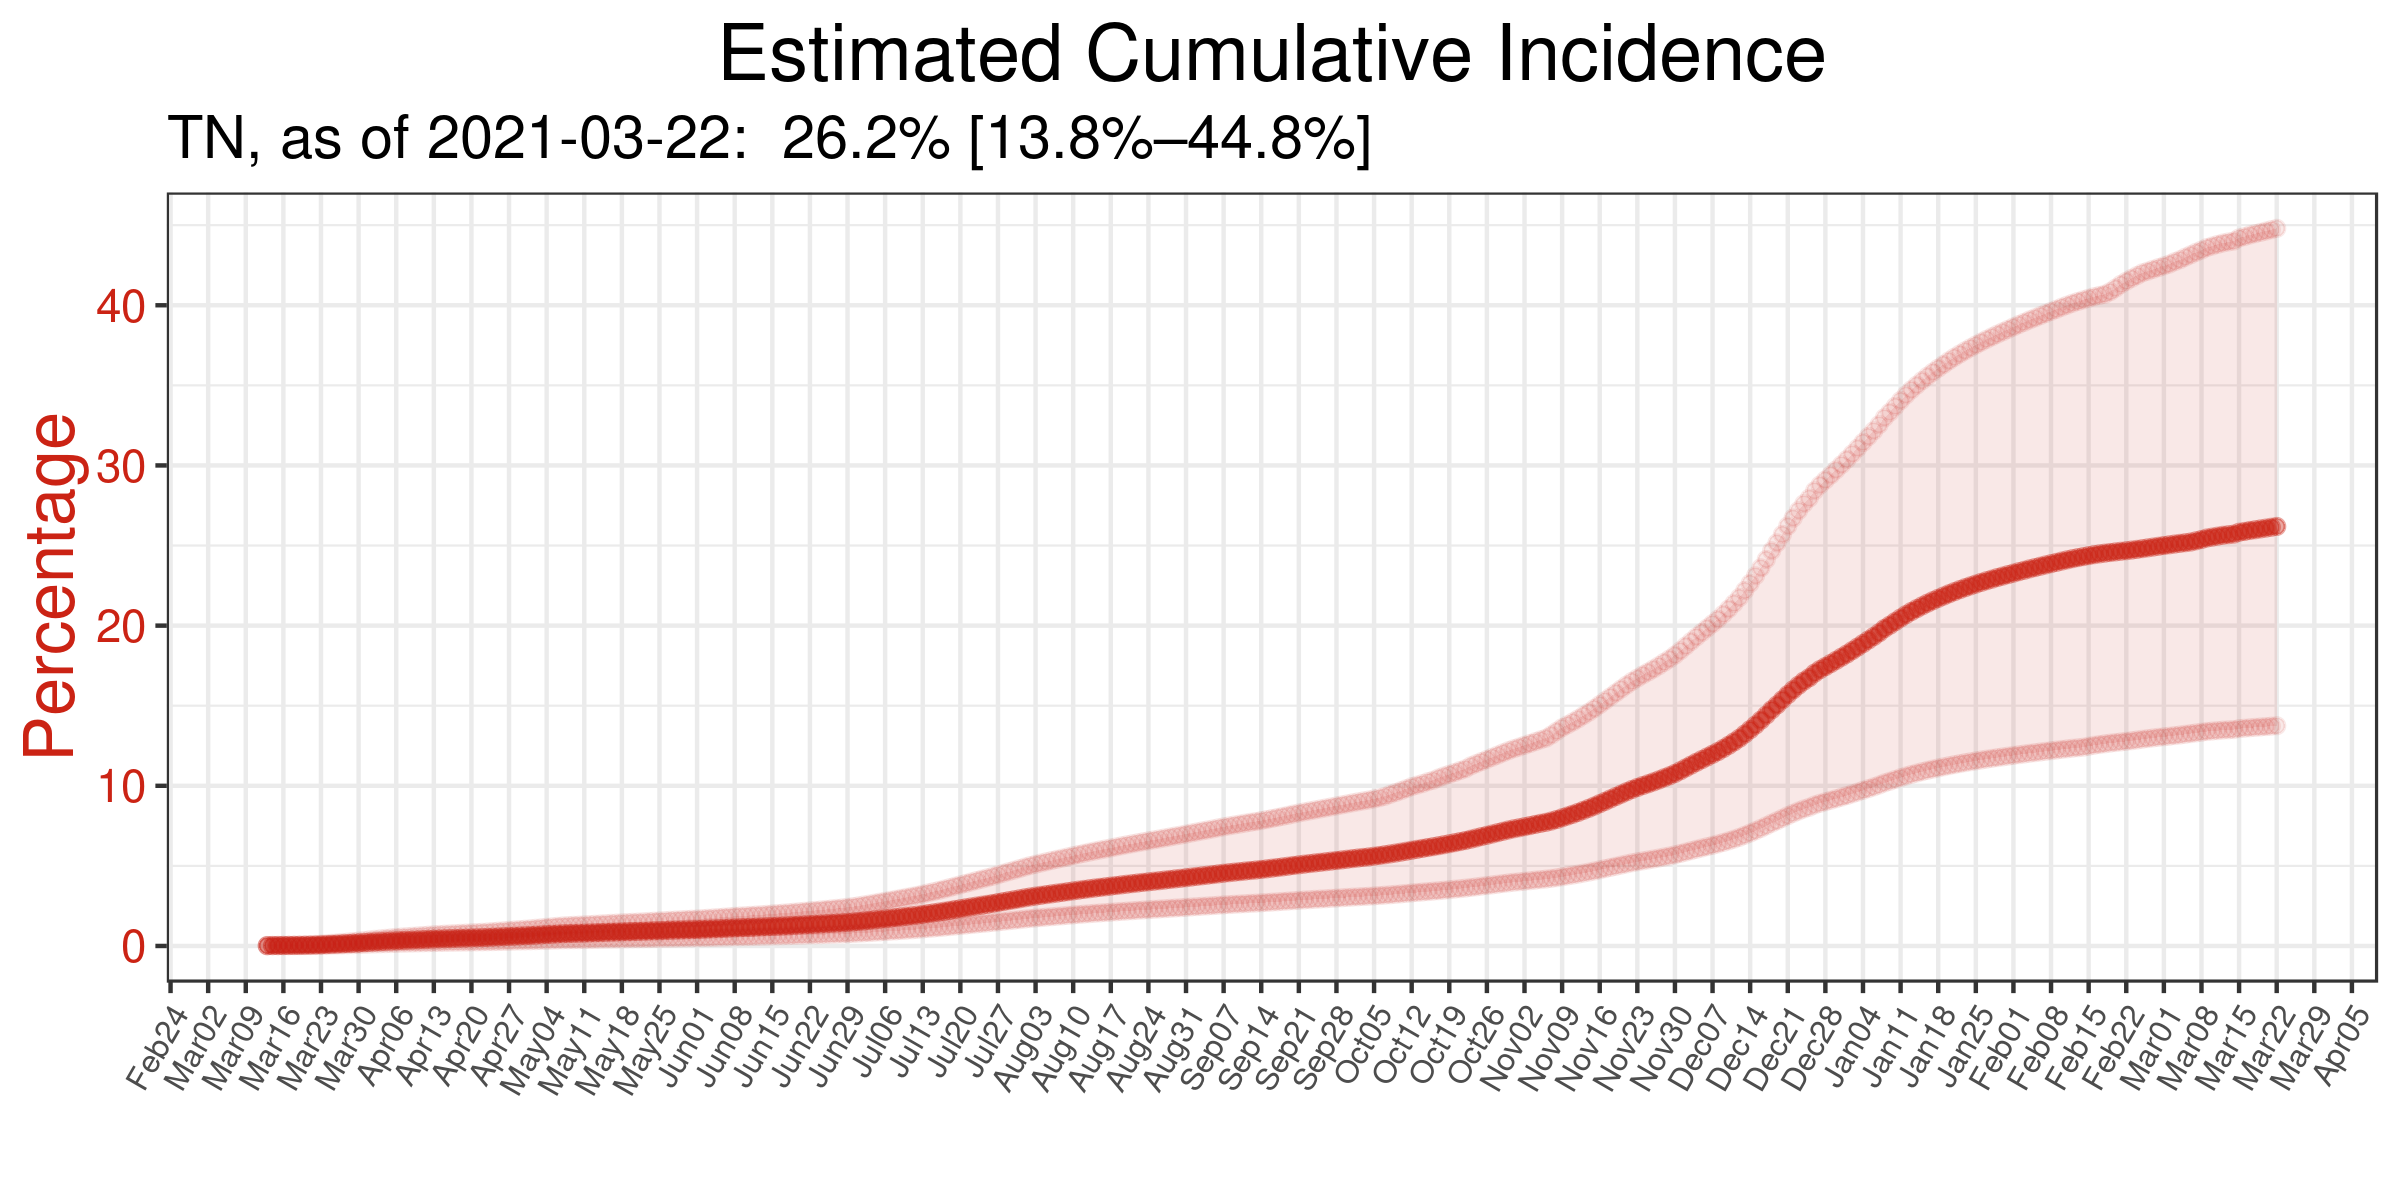 Estimated Cumulative Incidence
TN, as of 2021-03-22:  26.2% [13.8%–44.8%]
Percentage
40
30
20
10
0
Feb24
Mar02
Mar09
Mar16
Mar23
Mar30
Apr06
Apr13
Apr20
Apr27
May04
May11
May18
May25
Jun01
Jun08
Jun15
Jun22
Jun29
Jul06
Jul13
Jul20
Jul27
Aug03
Aug10
Aug17
Aug24
Aug31
Sep07
Sep14
Sep21
Sep28
Oct05
Oct12
Oct19
Oct26
Nov02
Nov09
Nov16
Nov23
Nov30
Dec07
Dec14
Dec21
Dec28
Jan04
Jan11
Jan18
Jan25
Feb01
Feb08
Feb15
Feb22
Mar01
Mar08
Mar15
Mar22
Mar29
Apr05